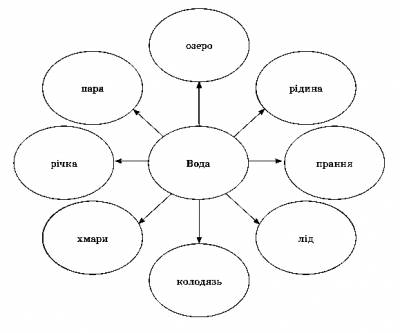 озеро
пара
рідина
річка
Вода
прання
хмари
лід
колодязь